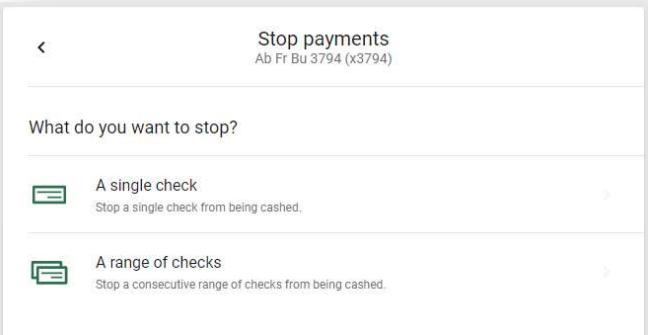 Stop payments
Ab Fr Bu 3794 (x3794)
What do you want to stop?
A single check
Stop a single check from being cashed.
A range of checks
Stop a consecutive range of checks from being cashed.